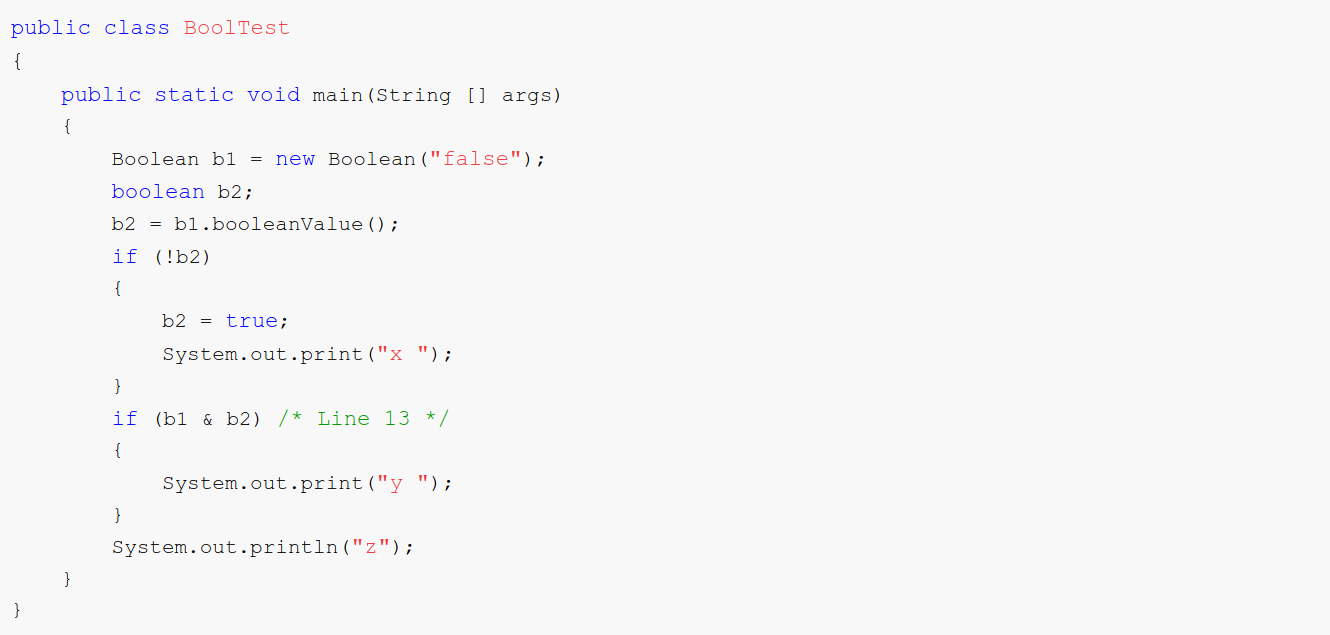 public class BoolTest
{
    public static void main(String [] args)
    {
        Boolean b1 = new Boolean("false");
        boolean b2;
        b2 = b1.booleanValue();
        if (!b2)
        {
            b2 = true;
            System.out.print("x ");
        }
        if (b1 & b2) /* Line 13 */
        {
            System.out.print("y ");
        }
        System.out.println("z");
    }
}